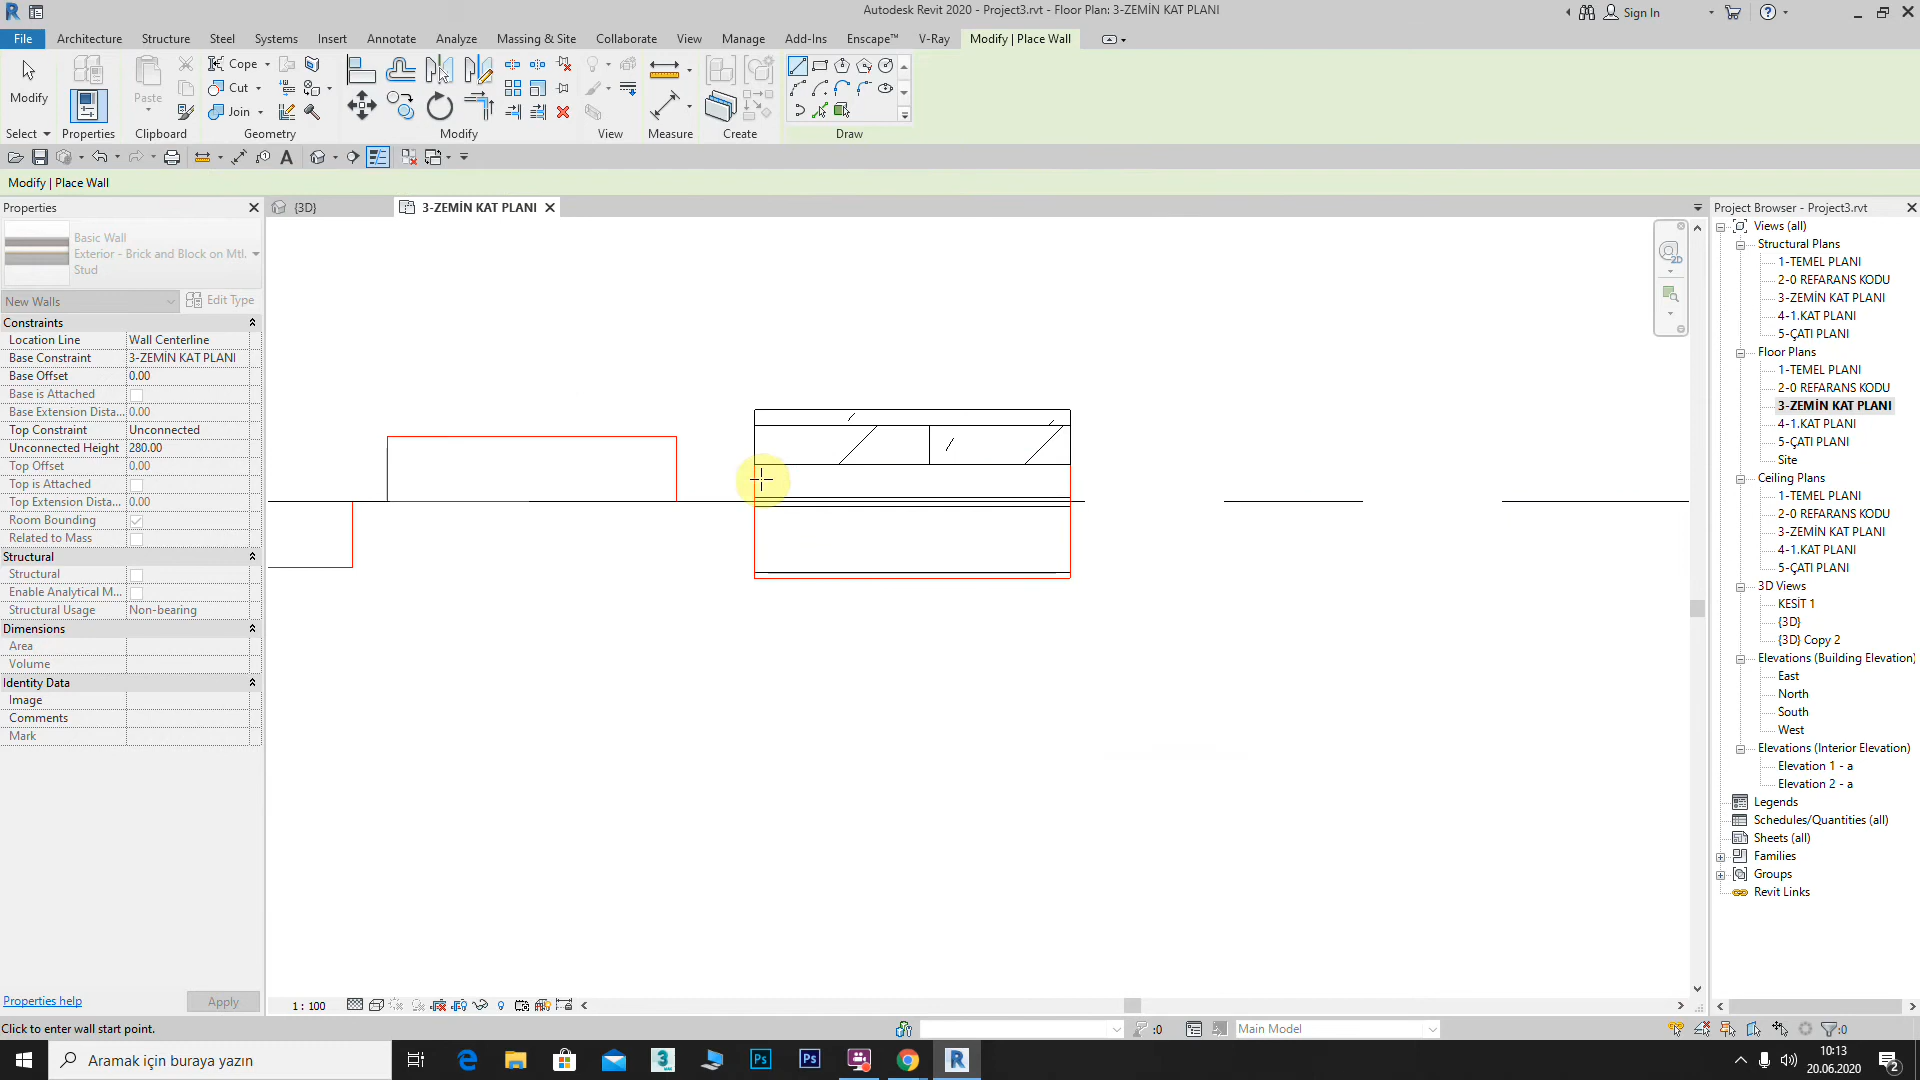 Autodesk Revit 2020 - Project3.rvt - Floor Plan: 3-ZEMİN KAT PLANI
Sign In
File Architecture Structure Steel Systems Insert Annotate Analyze Massing & Site Collaborate View Manage Add-Ins Enscape™ V-Ray Modify | Place Wall
Modify
Paste
Cope
Cut
Join
Select Properties Clipboard Geometry Modify View Measure Create Draw
Modify | Place Wall
Properties
{3D}
3-ZEMİN KAT PLANI
Basic Wall
Exterior - Brick and Block on Mtl. Stud
New Walls
Edit Type
Constraints
Location Line Wall Centerline
Base Constraint 3-ZEMİN KAT PLANI
Base Offset 0.00
Base is Attached
Base Extension Dista... 0.00
Top Constraint Unconnected
Unconnected Height 280.00
Top Offset 0.00
Top is Attached
Top Extension Distan... 0.00
Room Bounding
Related to Mass
Structural
Structural
Enable Analytical M...
Structural Usage Non-bearing
Dimensions
Area
Volume
Identity Data
Image
Comments
Mark
Properties help
Apply
2D
Project Browser - Project3.rvt
Views (all)
Structural Plans
1-TEMEL PLANI
2-0 REFARANS KODU
3-ZEMİN KAT PLANI
4-1.KAT PLANI
5-ÇATI PLANI
Floor Plans
1-TEMEL PLANI
2-0 REFARANS KODU
3-ZEMİN KAT PLANI
4-1.KAT PLANI
5-ÇATI PLANI
Site
Ceiling Plans
1-TEMEL PLANI
2-0 REFARANS KODU
3-ZEMİN KAT PLANI
4-1.KAT PLANI
5-ÇATI PLANI
3D Views
KESİT 1
{3D}
{3D} Copy 2
Elevations (Building Elevation)
East
North
South
West
Elevations (Interior Elevation)
Elevation 1 - a
Elevation 2 - a
Legends
Schedules/Quantities (all)
Sheets (all)
Families
Groups
Revit Links
1 : 100
Click to enter wall start point.
:0
Main Model
:0
Aramak için buraya yazın
Ps
Ps
R
10:13
20.06.2020
2